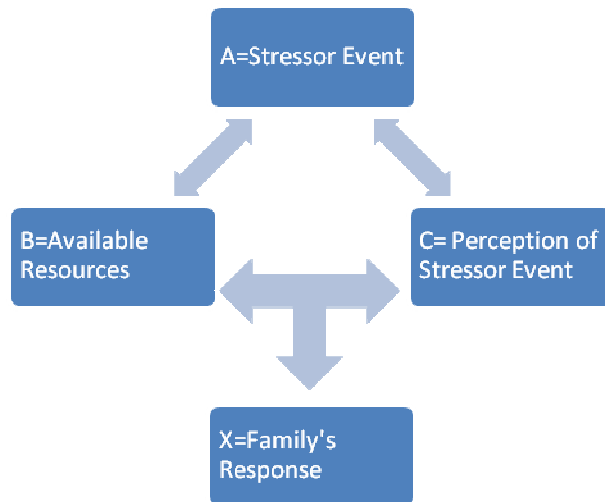 A=Stressor Event
B=Available
Resources
C= Perception of
Stressor Event
X=Family's
Response